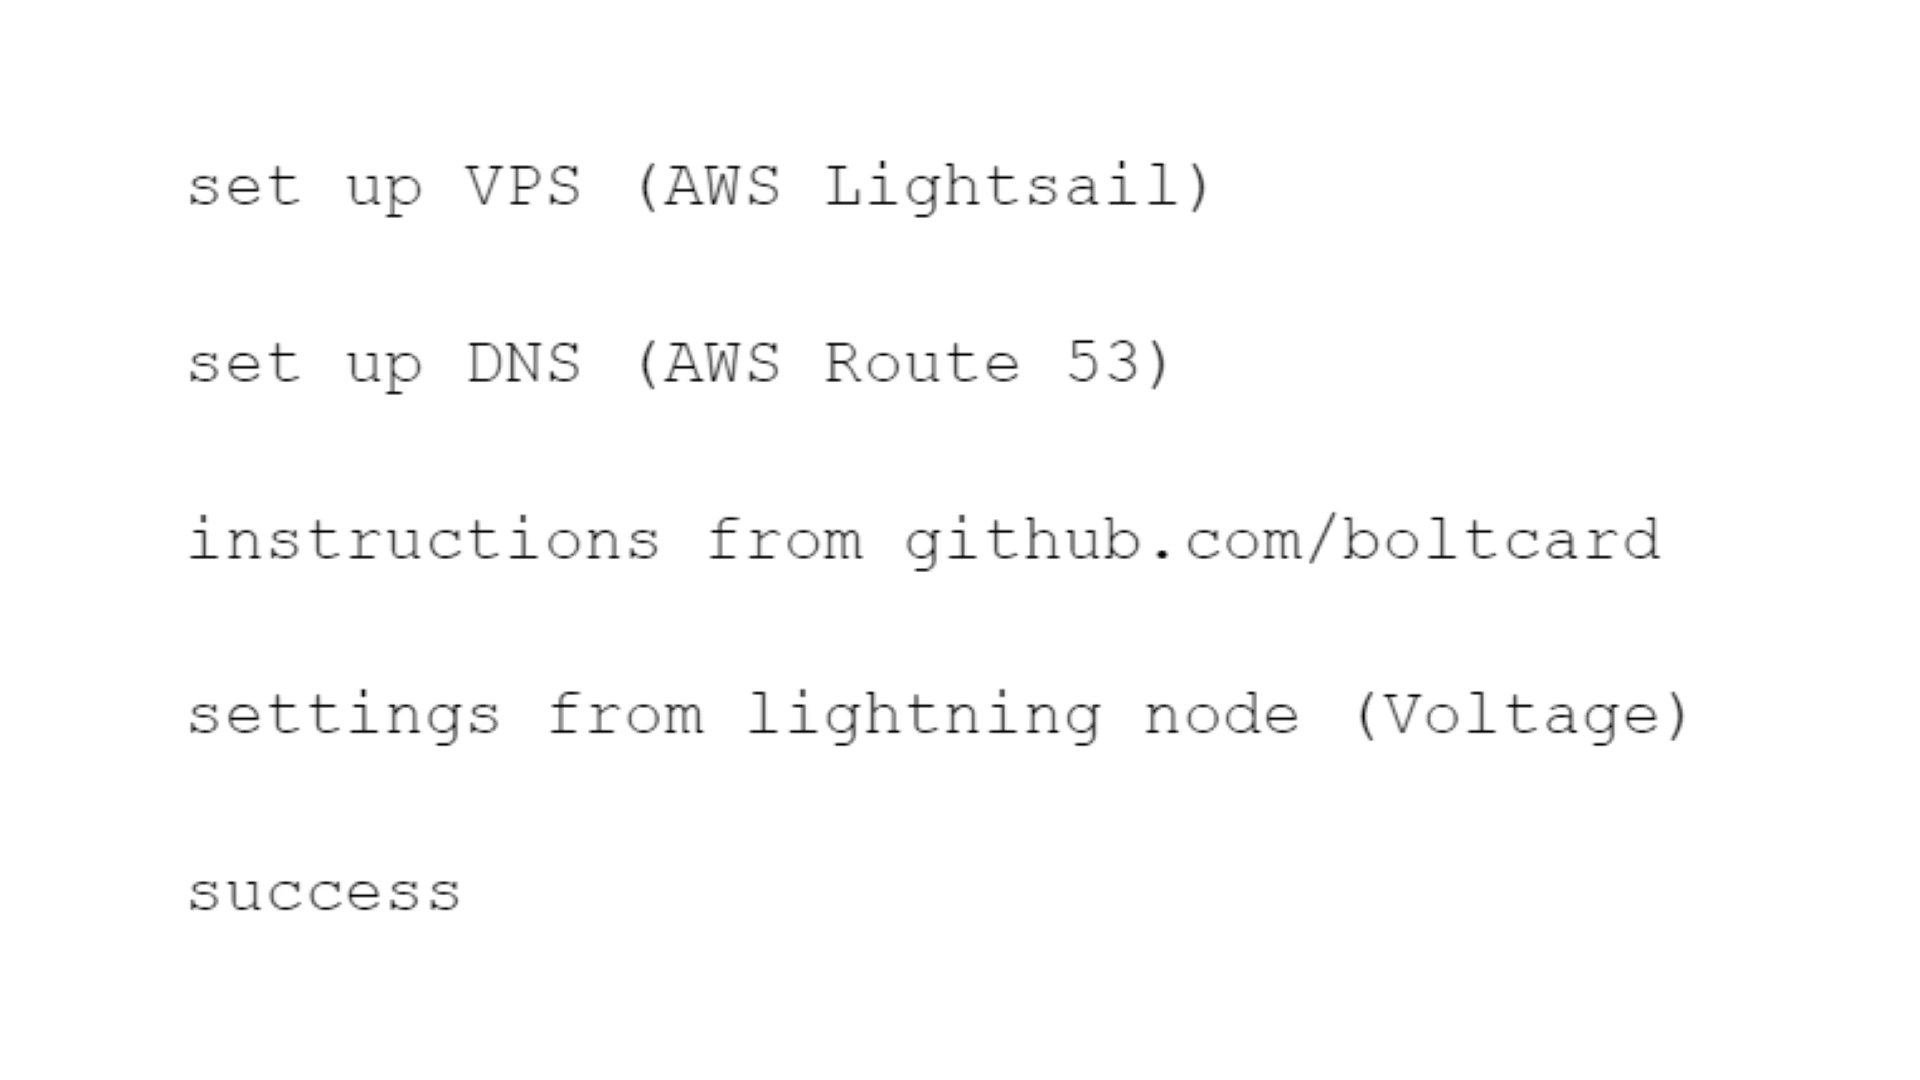 set up VPS (AWS Lightsail)
set up DNS (AWS Route 53)
instructions from github.com/boltcard
settings from lightning node (Voltage)
success